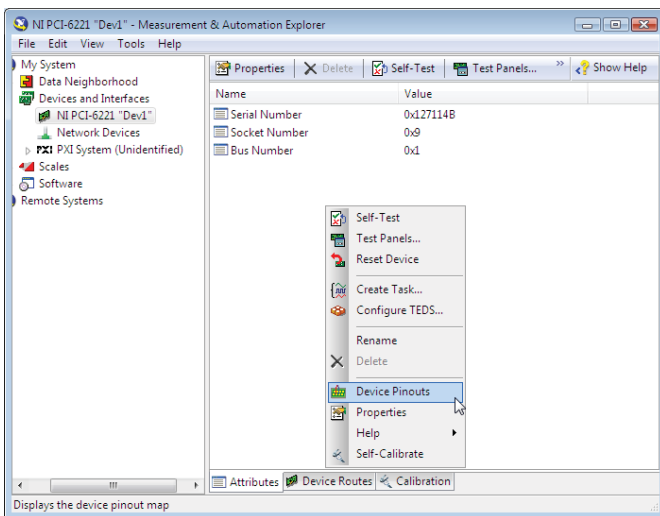 NI PCI-6221 "Dev1" - Measurement & Automation Explorer
File Edit View Tools Help
My System
Data Neighborhood
Devices and Interfaces
NI PCI-6221 "Dev1"
Network Devices
PXI PXI System (Unidentified)
Scales
Software
Remote Systems
Properties Delete Self-Test Test Panels... » Show Help
Name Value
Serial Number 0x127114B
Socket Number 0x9
Bus Number 0x1
Self-Test
Test Panels...
Reset Device
Create Task...
Configure TEDS...
Rename
Delete
Device Pinouts
Properties
Help
Self-Calibrate
Attributes Device Routes Calibration
Displays the device pinout map